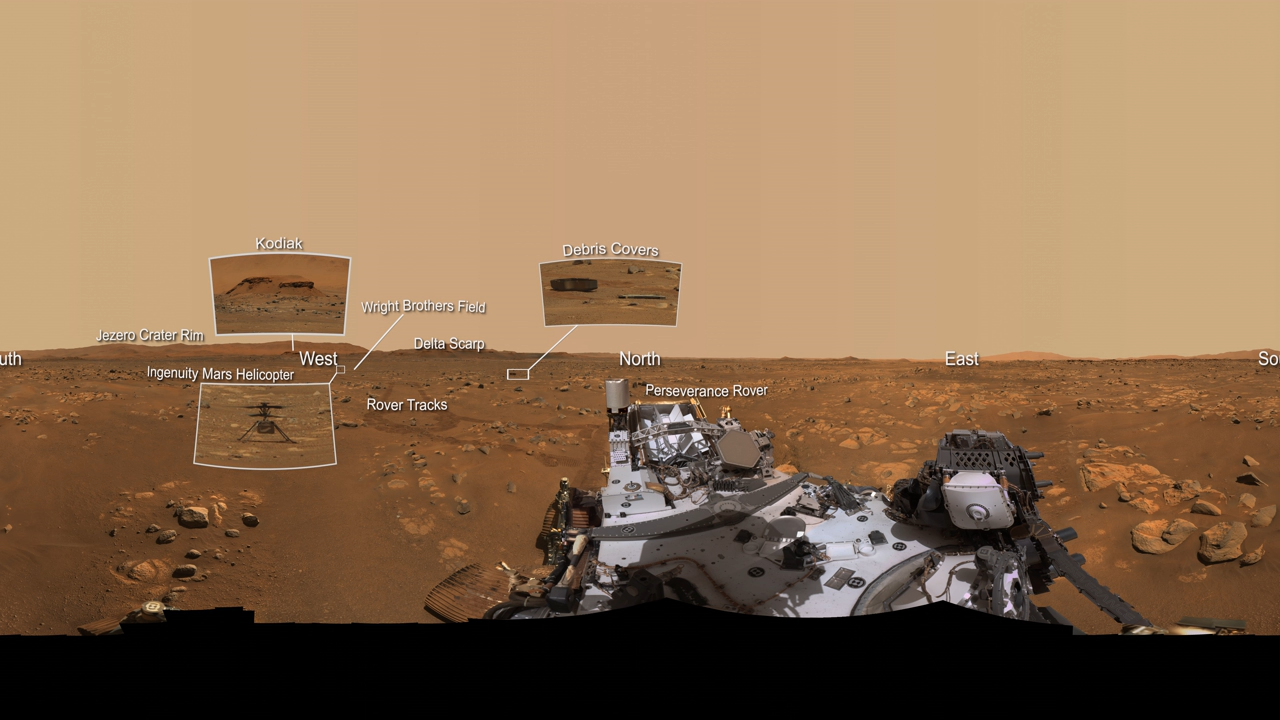 Kodiak
Debris Covers
Wright Brothers Field
Jezero Crater Rim
Delta Scarp
uth
West
North
East
Sou
Ingenuity Mars Helicopter
Perseverance Rover
Rover Tracks